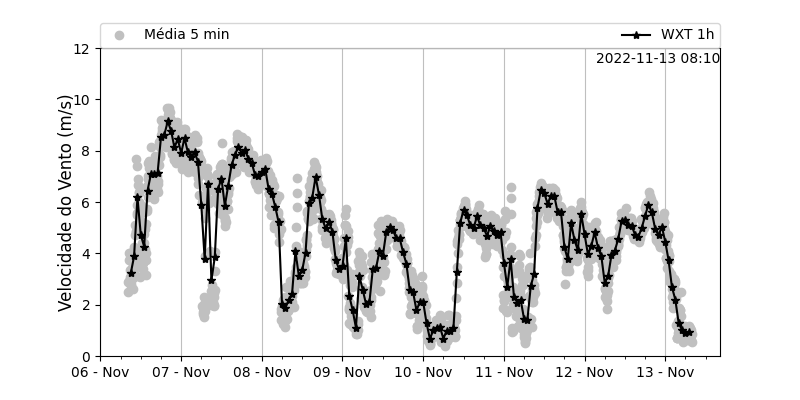 Média 5 min
WXT 1h
2022-11-13 08:10
Velocidade do Vento (m/s)
12
10
8
6
4
2
0
06 - Nov
07 - Nov
08 - Nov
09 - Nov
10 - Nov
11 - Nov
12 - Nov
13 - Nov